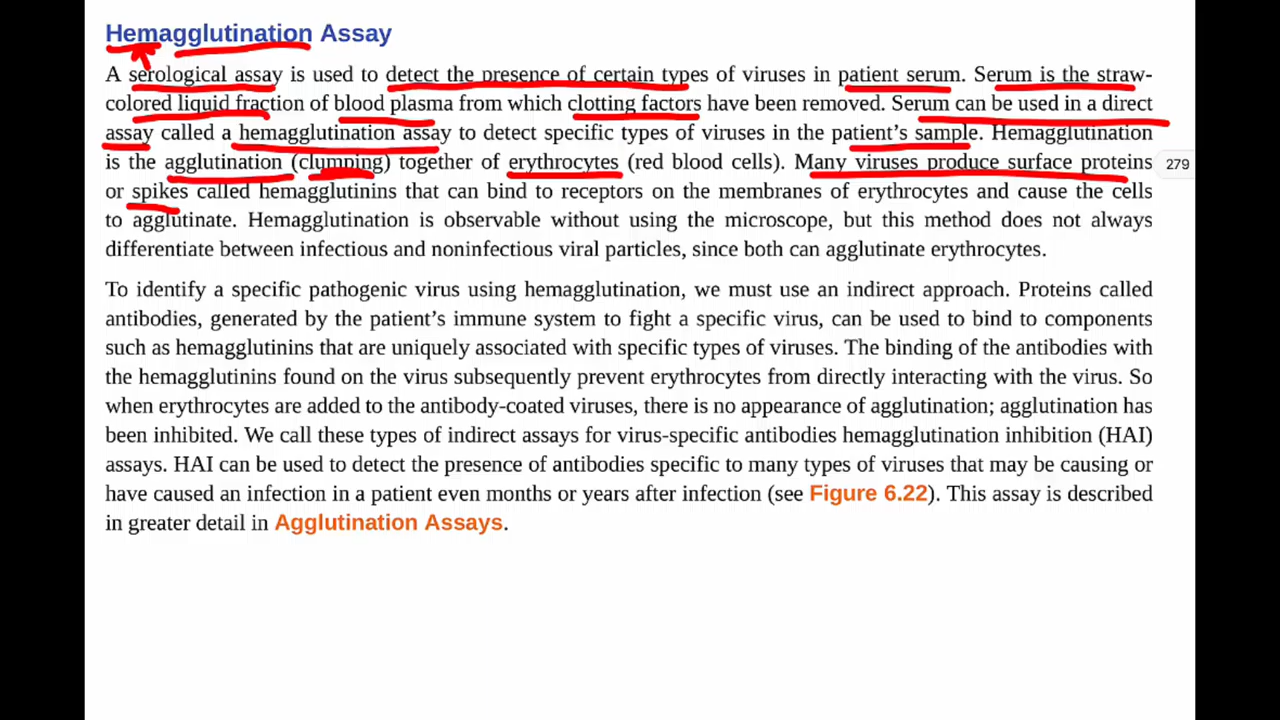 Hemagglutination Assay
A serological assay is used to detect the presence of certain types of viruses in patient serum. Serum is the straw-
colored liquid fraction of blood plasma from which clotting factors have been removed. Serum can be used in a direct
assay called a hemagglutination assay to detect specific types of viruses in the patient’s sample. Hemagglutination
is the agglutination (clumping) together of erythrocytes (red blood cells). Many viruses produce surface proteins
279
or spikes called hemagglutinins that can bind to receptors on the membranes of erythrocytes and cause the cells
to agglutinate. Hemagglutination is observable without using the microscope, but this method does not always
differentiate between infectious and noninfectious viral particles, since both can agglutinate erythrocytes.
To identify a specific pathogenic virus using hemagglutination, we must use an indirect approach. Proteins called
antibodies, generated by the patient’s immune system to fight a specific virus, can be used to bind to components
such as hemagglutinins that are uniquely associated with specific types of viruses. The binding of the antibodies with
the hemagglutinins found on the virus subsequently prevent erythrocytes from directly interacting with the virus. So
when erythrocytes are added to the antibody-coated viruses, there is no appearance of agglutination; agglutination has
been inhibited. We call these types of indirect assays for virus-specific antibodies hemagglutination inhibition (HAI)
assays. HAI can be used to detect the presence of antibodies specific to many types of viruses that may be causing or
have caused an infection in a patient even months or years after infection (see Figure 6.22). This assay is described
in greater detail in Agglutination Assays.